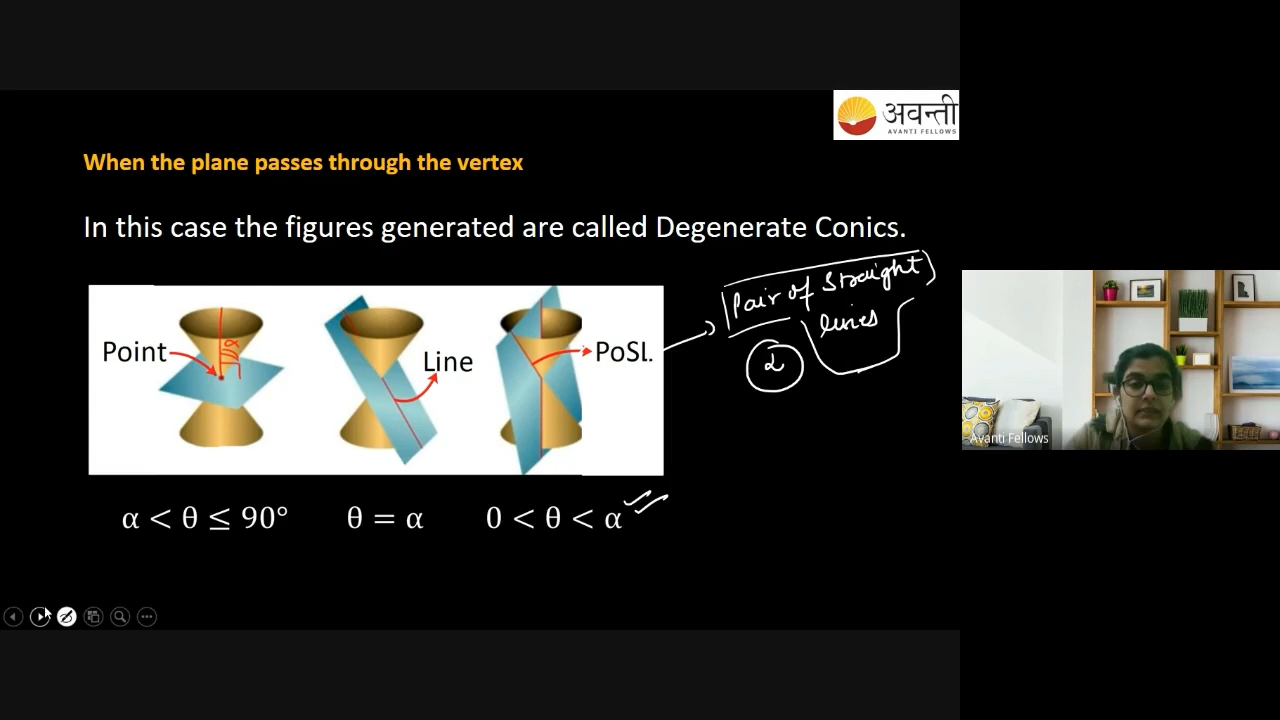 अवन्ती
AVANTI FELLOWS
When the plane passes through the vertex
In this case the figures generated are called Degenerate Conics.
Pair of Straight
lines
2
Point
α
Line
PoSl.
α < θ ≤ 90°
θ = α
0 < θ < α
Avanti Fellows